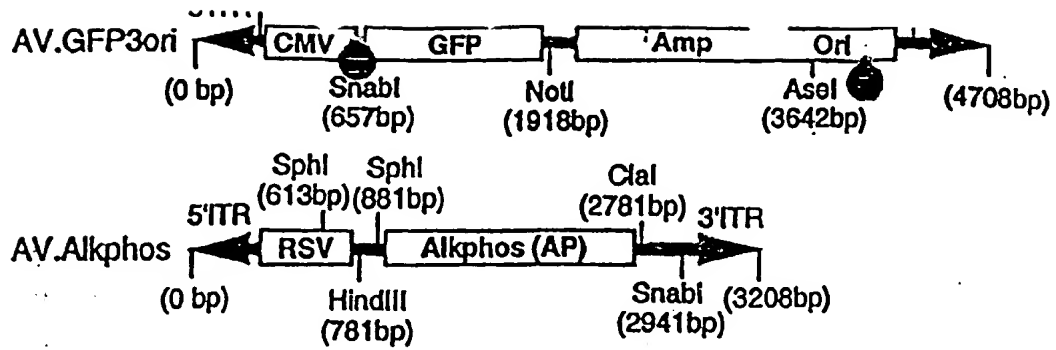 AV.GFP3ori
CMV GFP Amp Ori
(0 bp)
SnabI
(657bp)
NotI
(1918bp)
AseI
(3642bp)
(4708bp)
SphI
(613bp)
SphI
(881bp)
ClaI
(2781bp)
5'ITR
3'ITR
AV.Alkphos
RSV Alkphos (AP)
(0 bp)
HindIII
(781bp)
SnabI
(2941bp)
(3208bp)